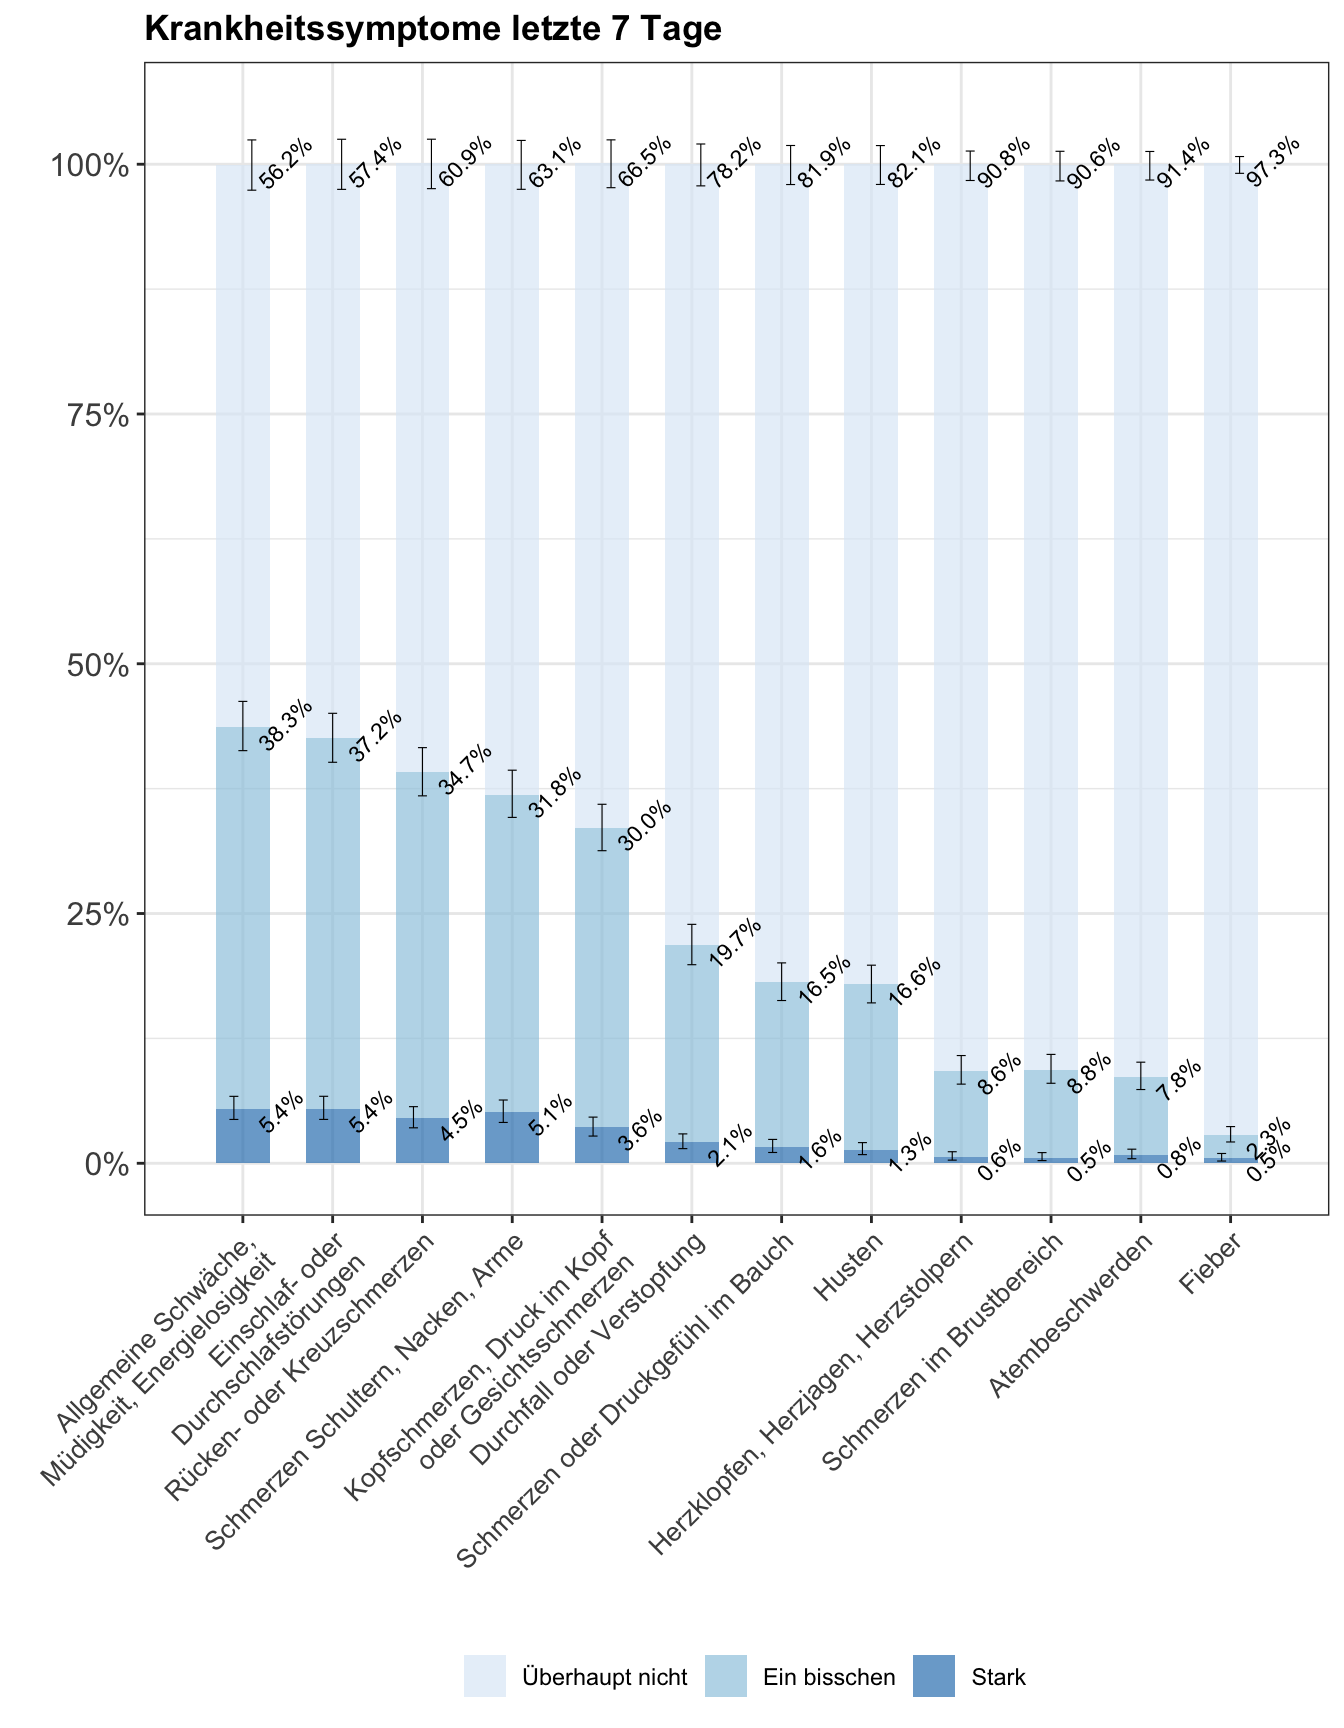 Krankheitssymptome letzte 7 Tage
100%
75%
50%
25%
0%
56.2%
57.4%
60.9%
63.1%
66.5%
78.2%
81.9%
82.1%
90.8%
90.6%
91.4%
97.3%
38.3%
37.2%
34.7%
31.8%
30.0%
19.7%
16.5%
16.6%
8.6%
8.8%
7.8%
2.3%
5.4%
5.4%
4.5%
5.1%
3.6%
2.1%
1.6%
1.3%
0.6%
0.5%
0.8%
0.5%
Allgemeine Schwäche,
Müdigkeit, Energielosigkeit
Einschlaf- oder
Durchschlafstörungen
Rücken- oder Kreuzschmerzen
Schmerzen Schultern, Nacken, Arme
Kopfschmerzen, Druck im Kopf
oder Gesichtsschmerzen
Durchfall oder Verstopfung
Schmerzen oder Druckgefühl im Bauch
Husten
Herzklopfen, Herzjagen, Herzstolpern
Schmerzen im Brustbereich
Atembeschwerden
Fieber
Überhaupt nicht
Ein bisschen
Stark